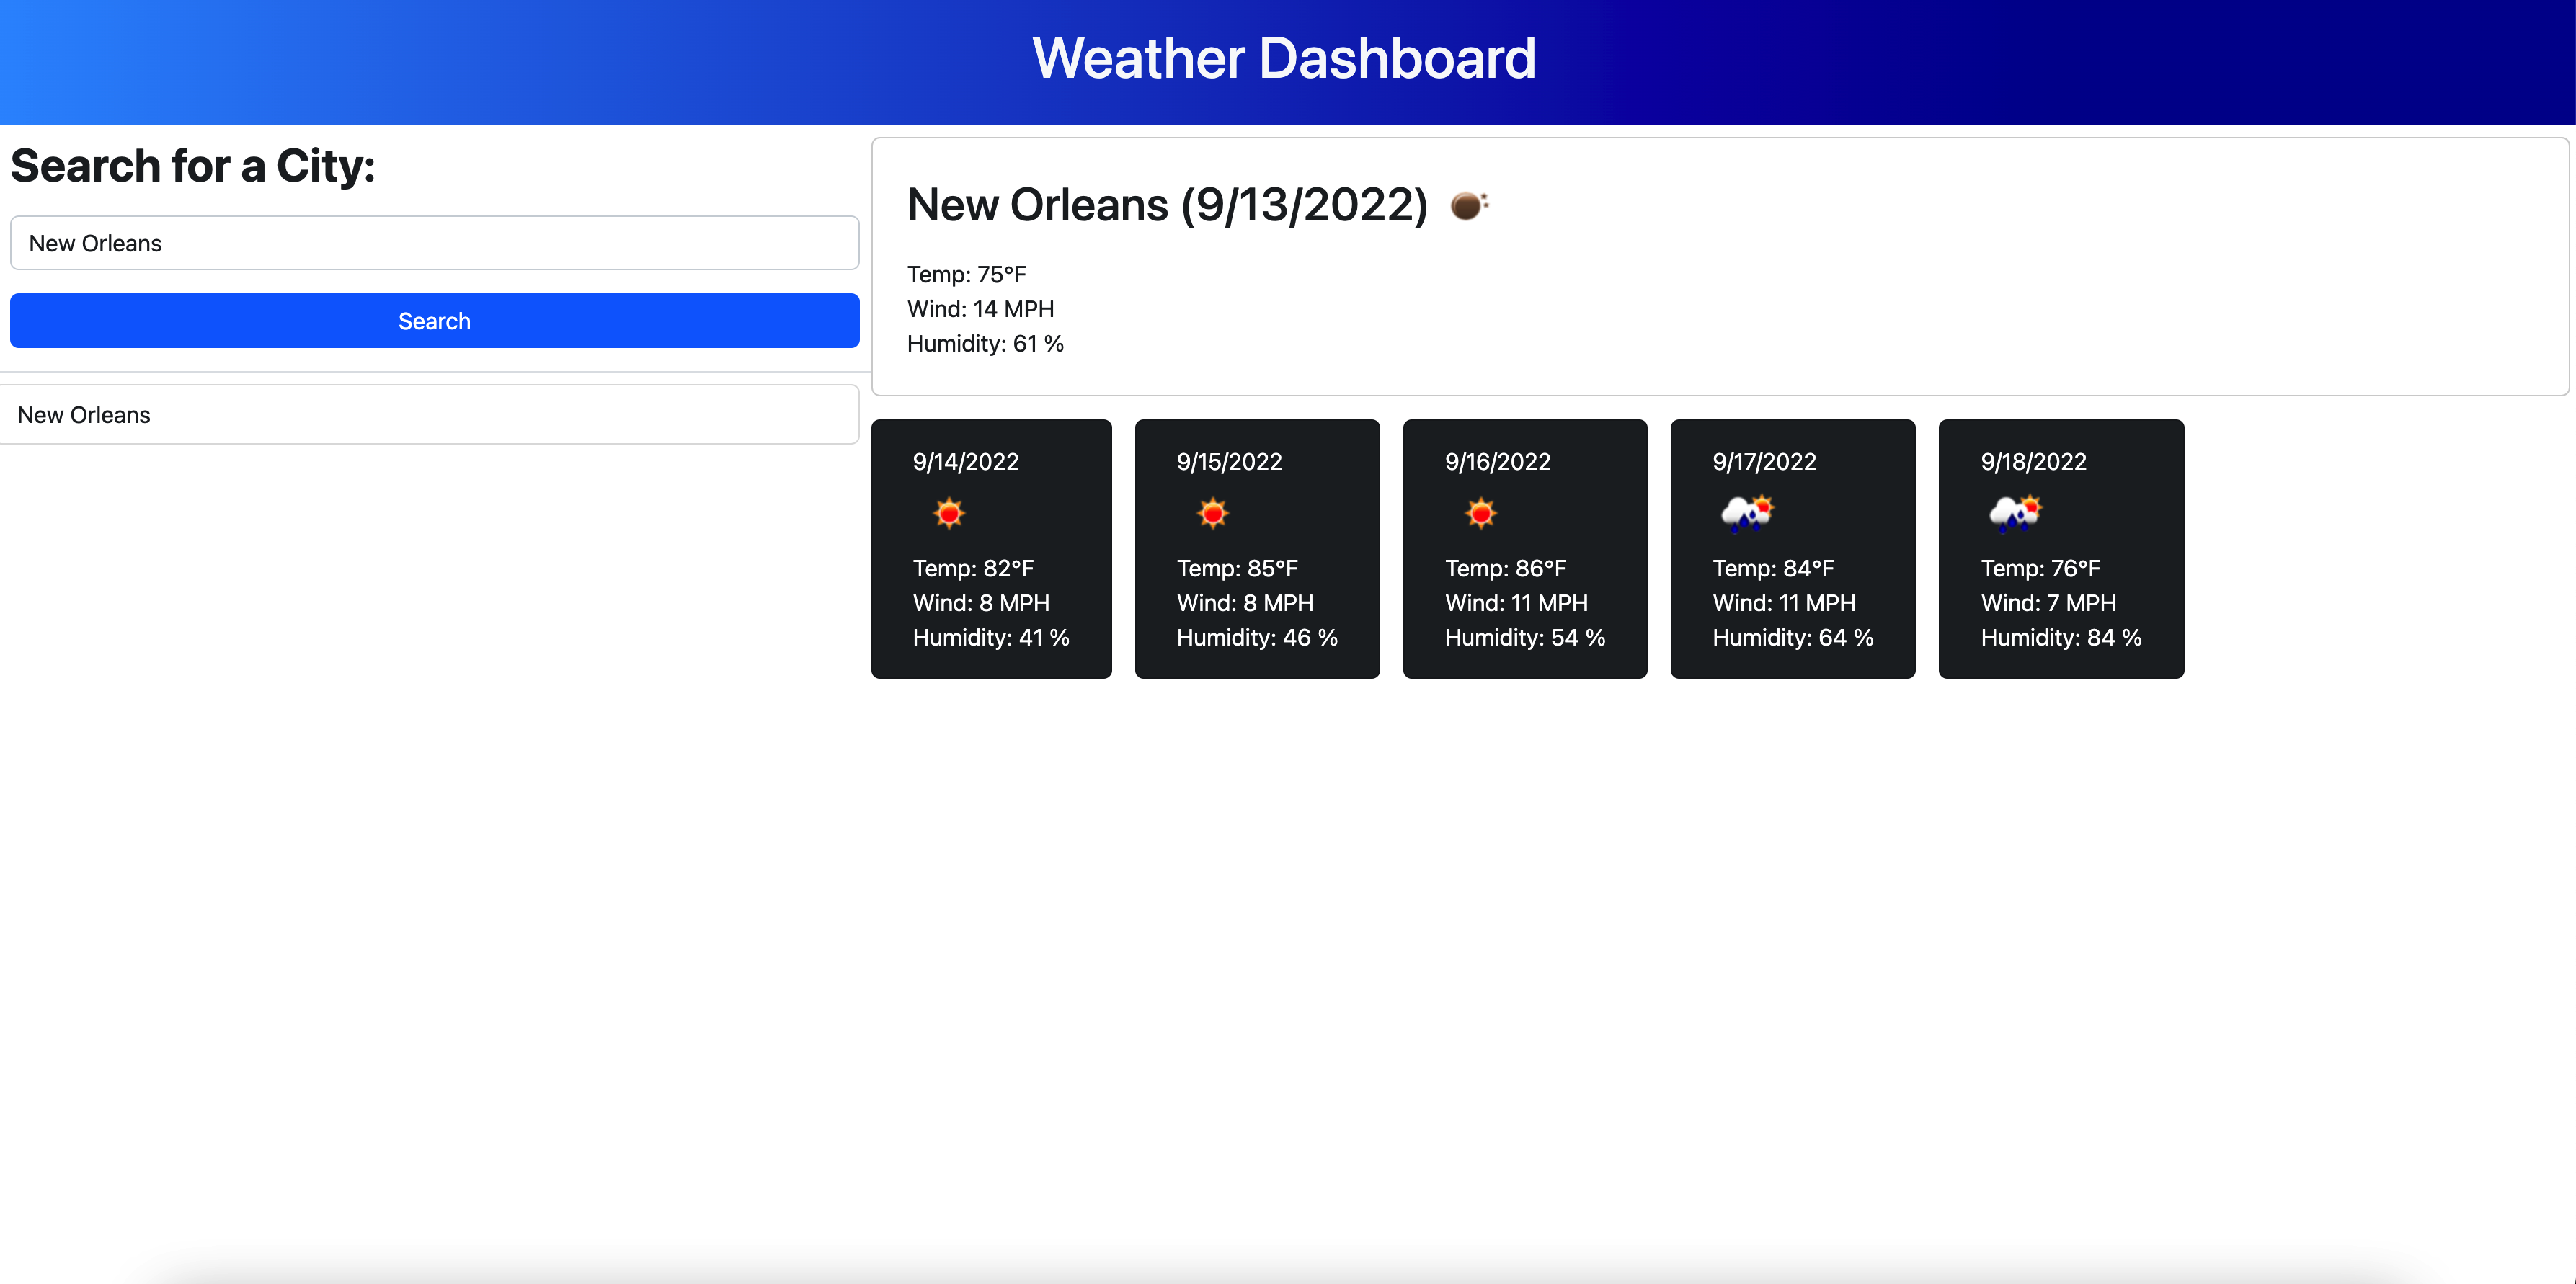 Weather Dashboard
Search for a City:
New Orleans
Search
New Orleans
New Orleans (9/13/2022)
Temp: 75°F
Wind: 14 MPH
Humidity: 61 %
9/14/2022
Temp: 82°F
Wind: 8 MPH
Humidity: 41 %
9/15/2022
Temp: 85°F
Wind: 8 MPH
Humidity: 46 %
9/16/2022
Temp: 86°F
Wind: 11 MPH
Humidity: 54 %
9/17/2022
Temp: 84°F
Wind: 11 MPH
Humidity: 64 %
9/18/2022
Temp: 76°F
Wind: 7 MPH
Humidity: 84 %